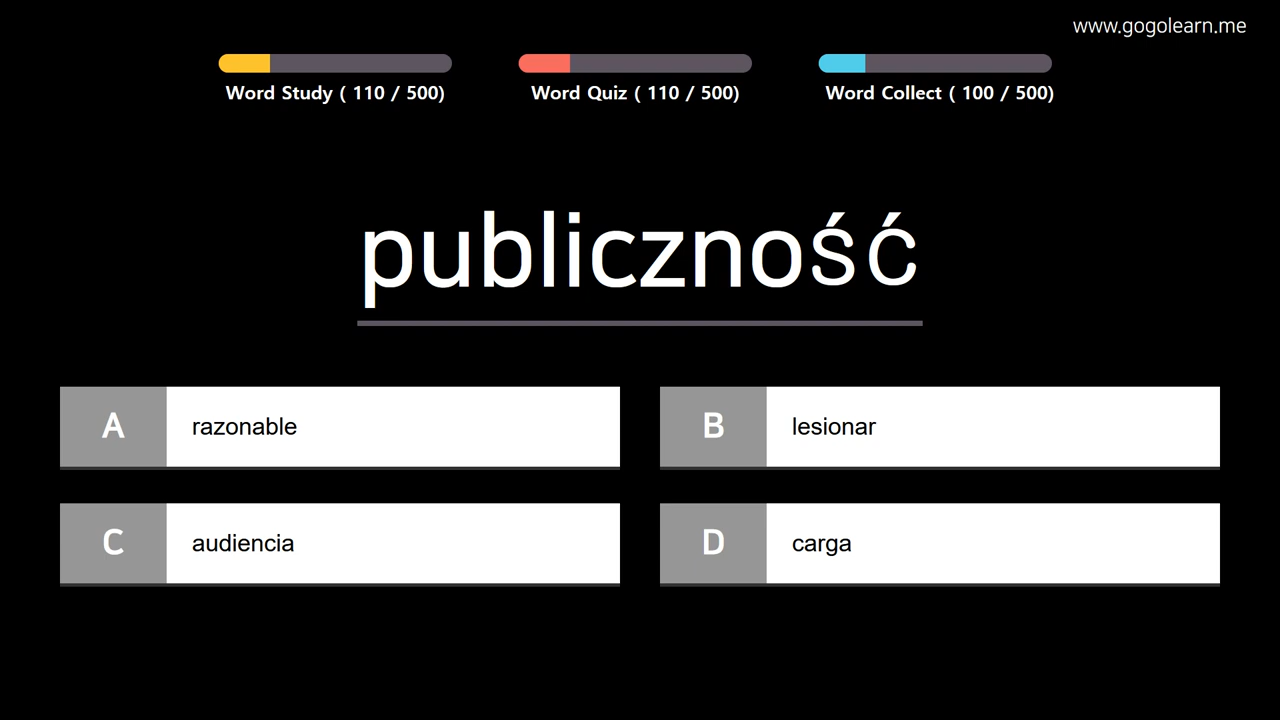 www.gogolearn.me
Word Study ( 110 / 500)
Word Quiz ( 110 / 500)
Word Collect ( 100 / 500)
publiczność
A razonable
B lesionar
C audiencia
D carga